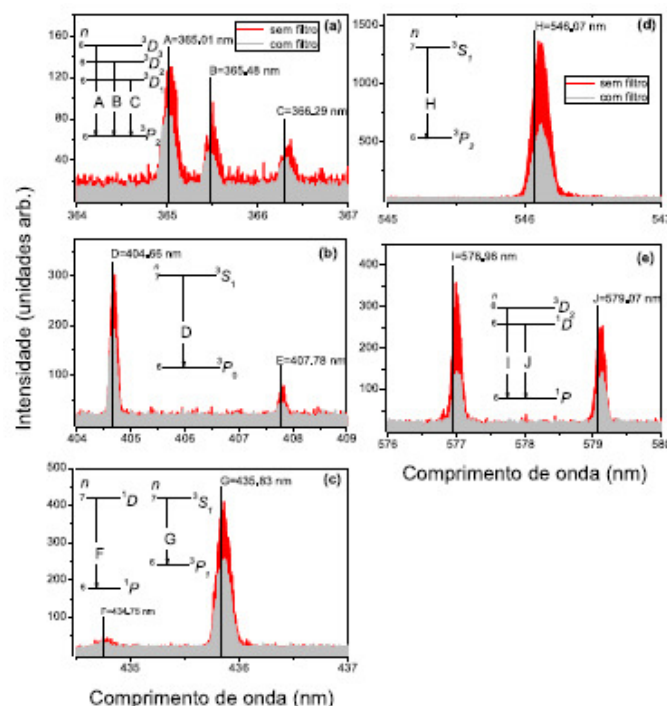 Intensidade (unidades arb.)
(a)
A=365.01 nm
sem filtro
com filtro
B=365.48 nm
C=366.29 nm
n
6 ³D₃
6 ³D₂
6 ³D₁
A B C
6 ³P₂
160
120
80
40
364 365 366 367
(b)
D=404.66 nm
E=407.78 nm
n
7 ³S₁
D
6 ³P₀
300
200
100
404 405 406 407 408 409
(c)
G=435.83 nm
F=434.75 nm
n
7 ¹D
F
6 ¹P
n
7 ³S₁
G
6 ³P₁
500
400
300
200
100
435 436 437
Comprimento de onda (nm)
(d)
H=546.07 nm
sem filtro
com filtro
n
7 ³S₁
H
6 ³P₂
1500
1000
500
545 546 547
(e)
I=576.96 nm
J=579.07 nm
n
6 ³D₂
6 ¹D
I J
6 ¹P
400
300
200
100
576 577 578 579 580
Comprimento de onda (nm)